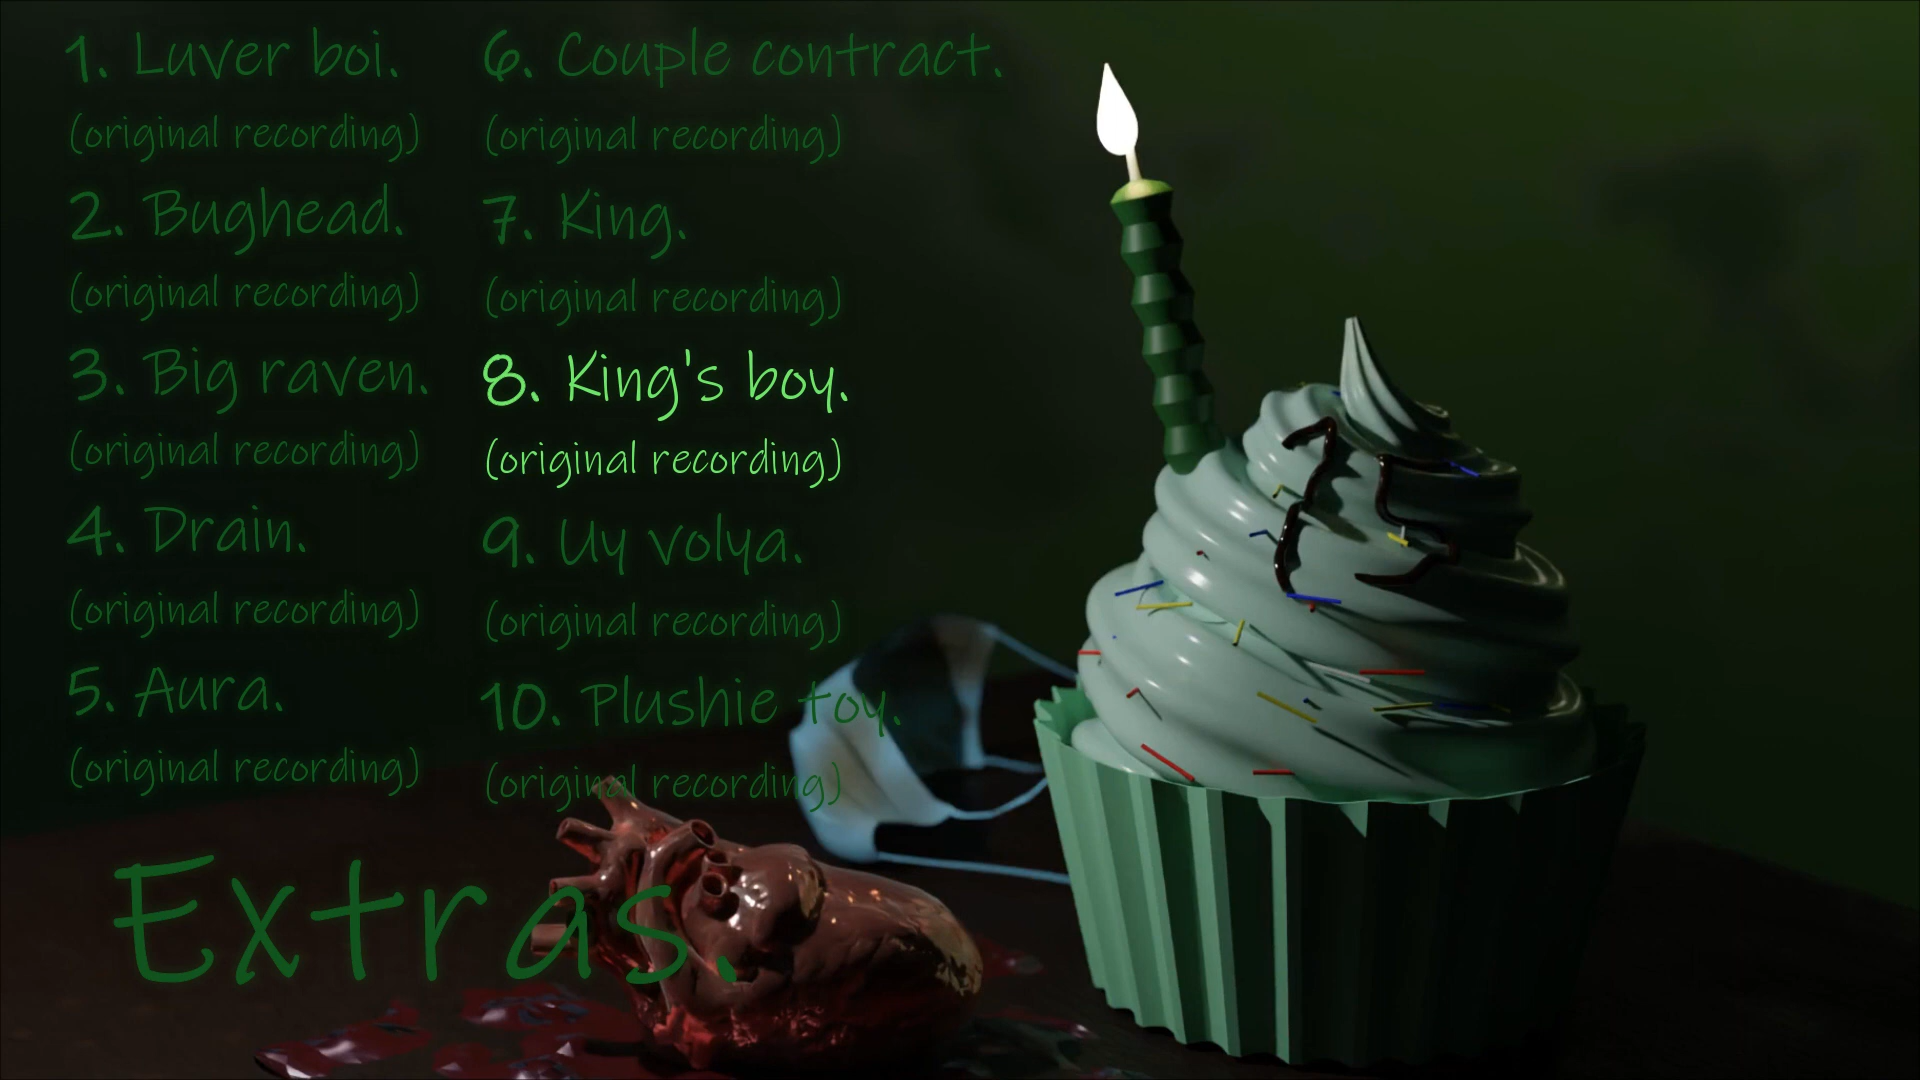 1. Luver boi.
(original recording)
2. Bughead.
(original recording)
3. Big raven.
(original recording)
4. Drain.
(original recording)
5. Aura.
(original recording)
6. Couple contract.
(original recording)
7. King.
(original recording)
8. King's boy.
(original recording)
9. Uy volya.
(original recording)
10. Plushie toy.
(original recording)
Extras.